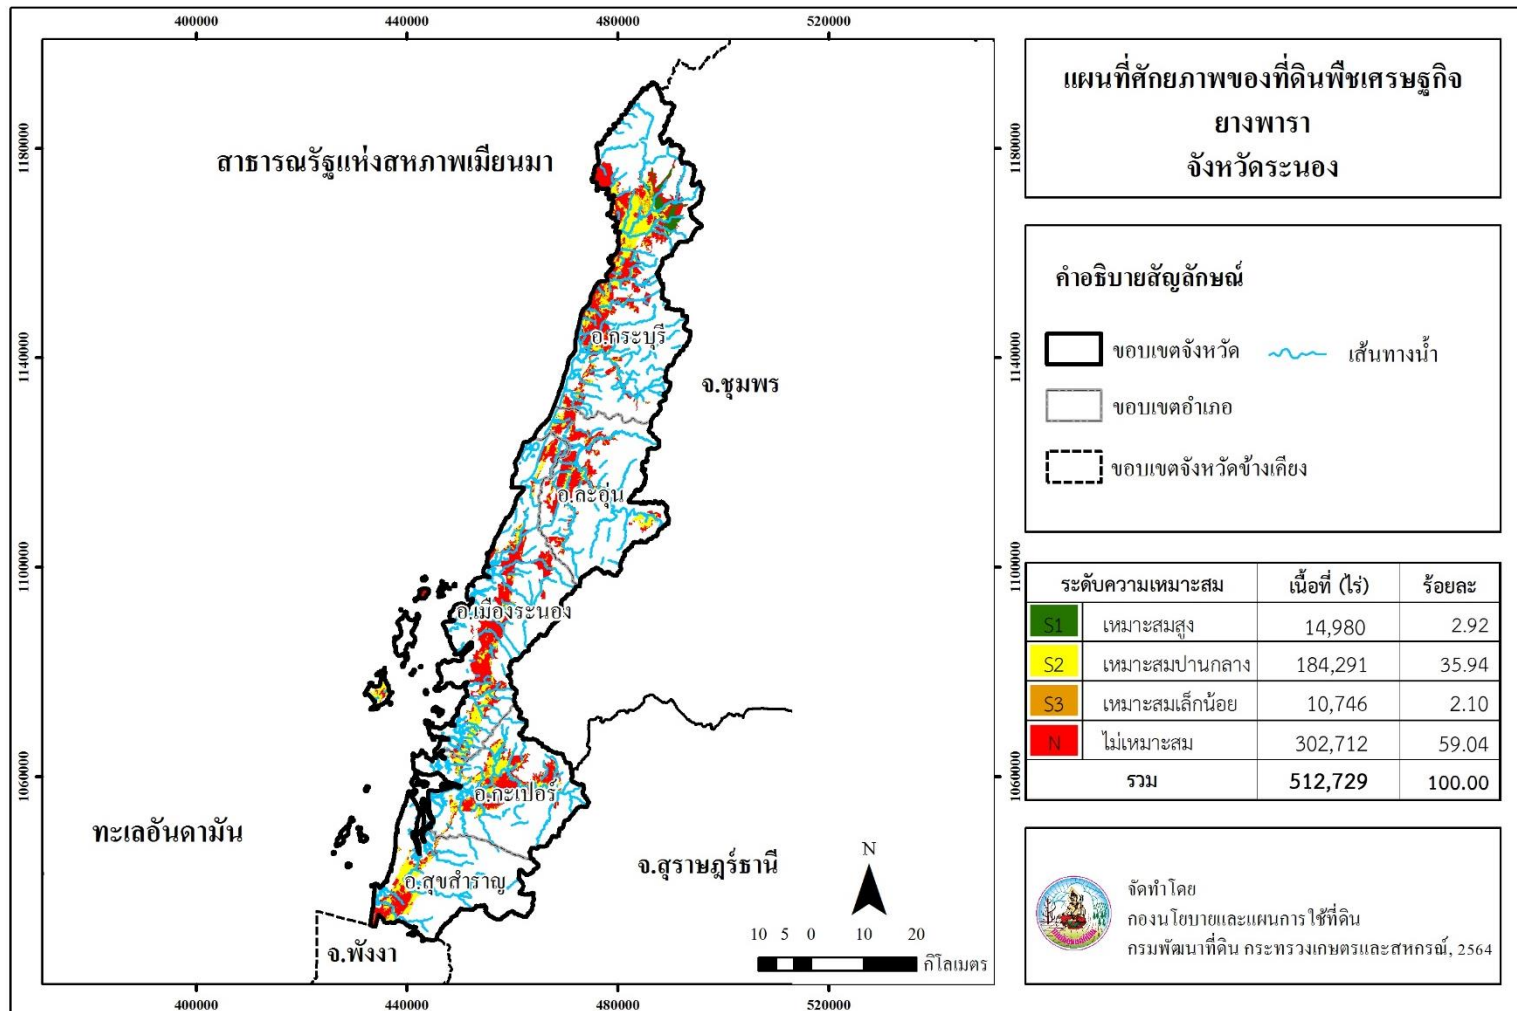 400000 440000 480000 520000
1180000 1180000
1140000 1140000
1100000 1100000
1060000 1060000
400000 440000 480000 520000
สาธารณรัฐแห่งสหภาพเมียนมา
อ.กระบุรี
จ.ชุมพร
อ.ละอุ่น
อ.เมืองระนอง
อ.กะเปอร์
ทะเลอันดามัน
จ.สุราษฎร์ธานี
อ.สุขสำราญ
จ.พังงา
N
10 5 0 10 20
กิโลเมตร
แผนที่ศักยภาพของที่ดินพืชเศรษฐกิจ
ยางพารา
จังหวัดระนอง
คำอธิบายสัญลักษณ์
ขอบเขตจังหวัด เส้นทางน้ำ
ขอบเขตอำเภอ
ขอบเขตจังหวัดข้างเคียง
ระดับความเหมาะสม เนื้อที่ (ไร่) ร้อยละ
S1 เหมาะสมสูง 14,980 2.92
S2 เหมาะสมปานกลาง 184,291 35.94
S3 เหมาะสมเล็กน้อย 10,746 2.10
N ไม่เหมาะสม 302,712 59.04
รวม 512,729 100.00
จัดทำโดย
กองนโยบายและแผนการใช้ที่ดิน
กรมพัฒนาที่ดิน กระทรวงเกษตรและสหกรณ์, 2564